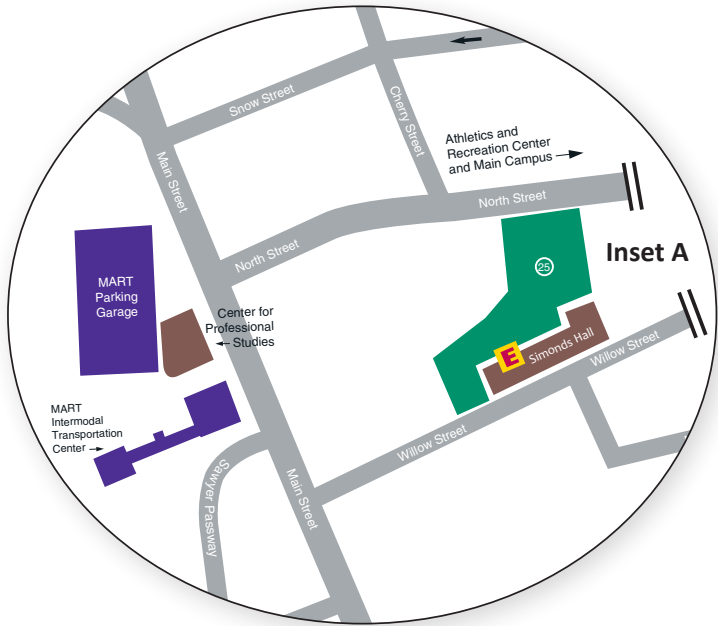 Snow Street
Cherry Street
Main Street
Athletics and
Recreation Center
and Main Campus
North Street
North Street
25
Inset A
MART
Parking
Garage
Center for
Professional
Studies
E
Simonds Hall
Willow Street
MART
Intermodal
Transportation
Center
Willow Street
Sawyer Passway
Main Street